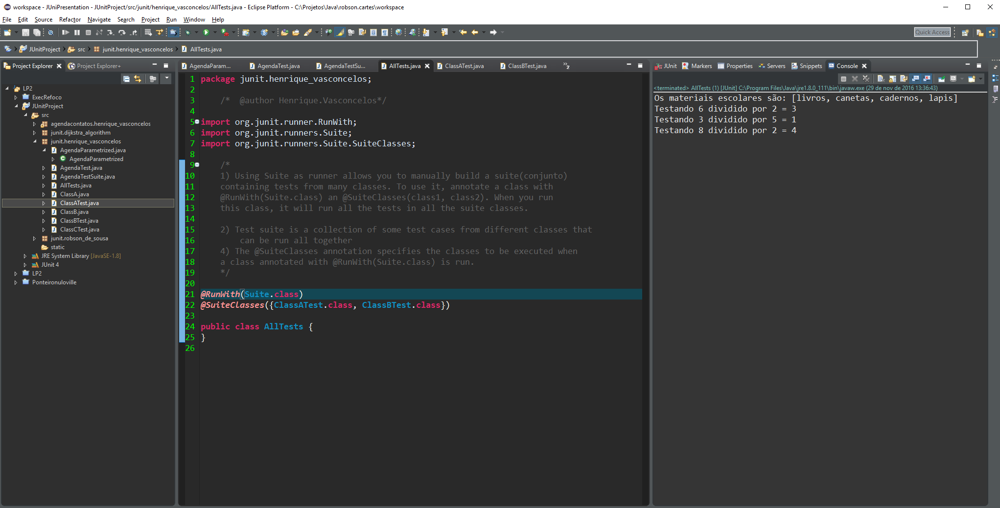 workspace - JUniPresentation - JUnitProject/src/junit/henrique_vasconcelos/AllTests.java - Eclipse Platform - C:\Projetos\Java\robson.cartes\workspace
File Edit Source Refactor Navigate Search Project Run Window Help
Quick Access
JUnitProject src junit.henrique_vasconcelos AllTests.java
Project Explorer Project Explorer+
LP2
ExecRefoco
JUnitProject
src
agendacontatos.henrique_vasconcelos
junit.dijkstra_algorithm
junit.henrique_vasconcelos
AgendaParametrized.java
AgendaParametrized
AgendaTest.java
AgendaTestSuite.java
AllTests.java
ClassA.java
ClassATest.java
ClassB.java
ClassBTest.java
ClassCTest.java
junit.robson_de_sousa
static
JRE System Library [JavaSE-1.8]
JUnit 4
LP2
Ponteironuloville
AgendaParam... AgendaTest.java AgendaTestSu... AllTests.java ClassATest.java ClassBTest.java »2
1 package junit.henrique_vasconcelos;
2
3 /* @author Henrique.Vasconcelos*/
4
5 import org.junit.runner.RunWith;
6 import org.junit.runners.Suite;
7 import org.junit.runners.Suite.SuiteClasses;
8
9 /*
10 1) Using Suite as runner allows you to manually build a suite(conjunto)
11 containing tests from many classes. To use it, annotate a class with
12 @RunWith(Suite.class) an @SuiteClasses(class1, class2). When you run
13 this class, it will run all the tests in all the suite classes.
14
15 2) Test suite is a collection of some test cases from different classes that
16 can be run all together
17 4) The @SuiteClasses annotation specifies the classes to be executed when
18 a class annotated with @RunWith(Suite.class) is run.
19 */
20
21 @RunWith(Suite.class)
22 @SuiteClasses({ClassATest.class, ClassBTest.class})
23
24 public class AllTests {
25 }
26
JUnit Markers Properties Servers Snippets Console
<terminated> AllTests (1) [JUnit] C:\Program Files\Java\jre1.8.0_111\bin\javaw.exe (29 de nov de 2016 13:36:43)
Os materiais escolares são: [livros, canetas, cadernos, lapis]
Testando 6 dividido por 2 = 3
Testando 3 dividido por 5 = 1
Testando 8 dividido por 2 = 4